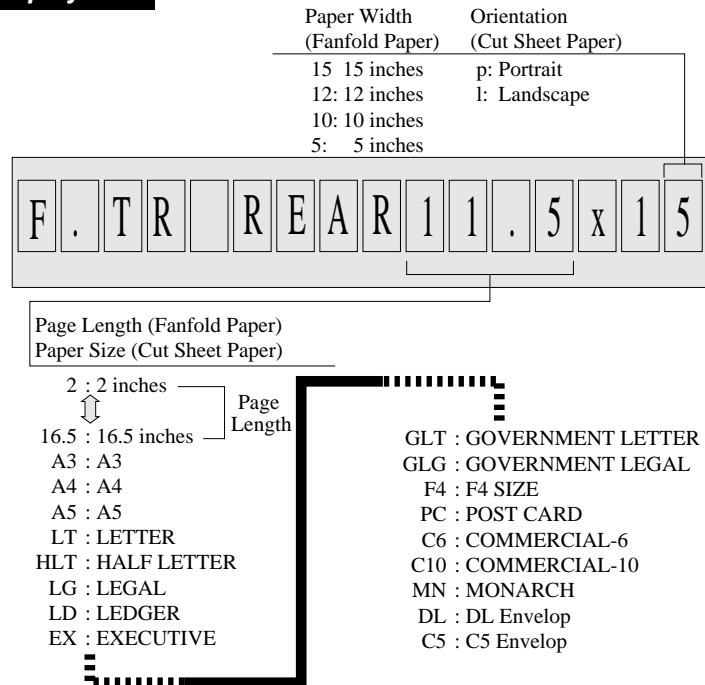 Paper Width
(Fanfold Paper)
15 15 inches
12: 12 inches
10: 10 inches
5: 5 inches
Orientation
(Cut Sheet Paper)
p: Portrait
l: Landscape
F . T R R E A R 1 1 . 5 x 1 5
Page Length (Fanfold Paper)
Paper Size (Cut Sheet Paper)
2 : 2 inches
16.5 : 16.5 inches
Page
Length
A3 : A3
A4 : A4
A5 : A5
LT : LETTER
HLT : HALF LETTER
LG : LEGAL
LD : LEDGER
EX : EXECUTIVE
GLT : GOVERNMENT LETTER
GLG : GOVERNMENT LEGAL
F4 : F4 SIZE
PC : POST CARD
C6 : COMMERCIAL-6
C10 : COMMERCIAL-10
MN : MONARCH
DL : DL Envelop
C5 : C5 Envelop